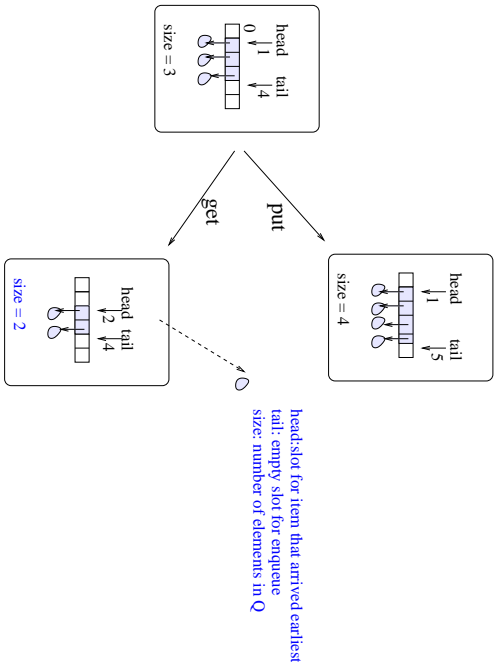 head
tail
0
1
4
size = 3
put
get
head
tail
1
5
size = 4
head
tail
2
4
size = 2
head:slot for item that arrived earliest
tail: empty slot for enqueue
size: number of elements in Q